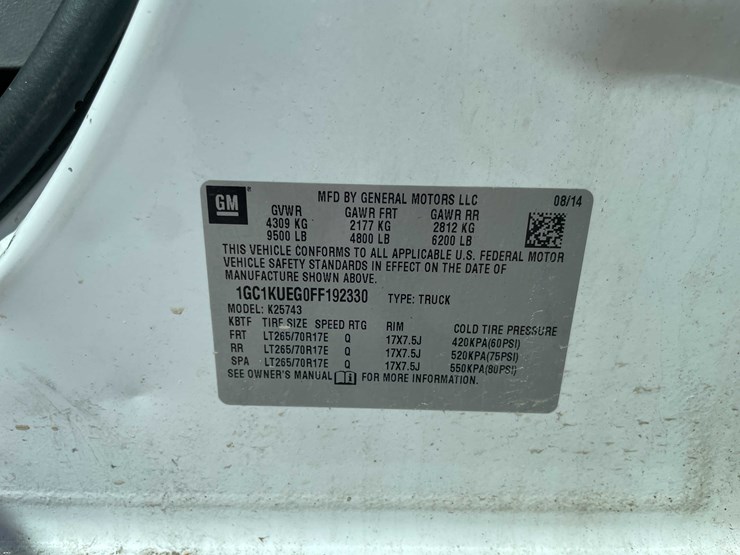 GM ® MFD BY GENERAL MOTORS LLC 08/14
GVWR GAWR FRT GAWR RR
4309 KG 2177 KG 2812 KG
9500 LB 4800 LB 6200 LB
THIS VEHICLE CONFORMS TO ALL APPLICABLE U.S. FEDERAL MOTOR
VEHICLE SAFETY STANDARDS IN EFFECT ON THE DATE OF
MANUFACTURE SHOWN ABOVE.
1GC1KUEG0FF192330 TYPE: TRUCK
MODEL: K25743
KBTF TIRE SIZE SPEED RTG RIM COLD TIRE PRESSURE
FRT LT265/70R17E Q 17X7.5J 420KPA(60PSI)
RR LT265/70R17E Q 17X7.5J 520KPA(75PSI)
SPA LT265/70R17E Q 17X7.5J 550KPA(80PSI)
SEE OWNER'S MANUAL FOR MORE INFORMATION.